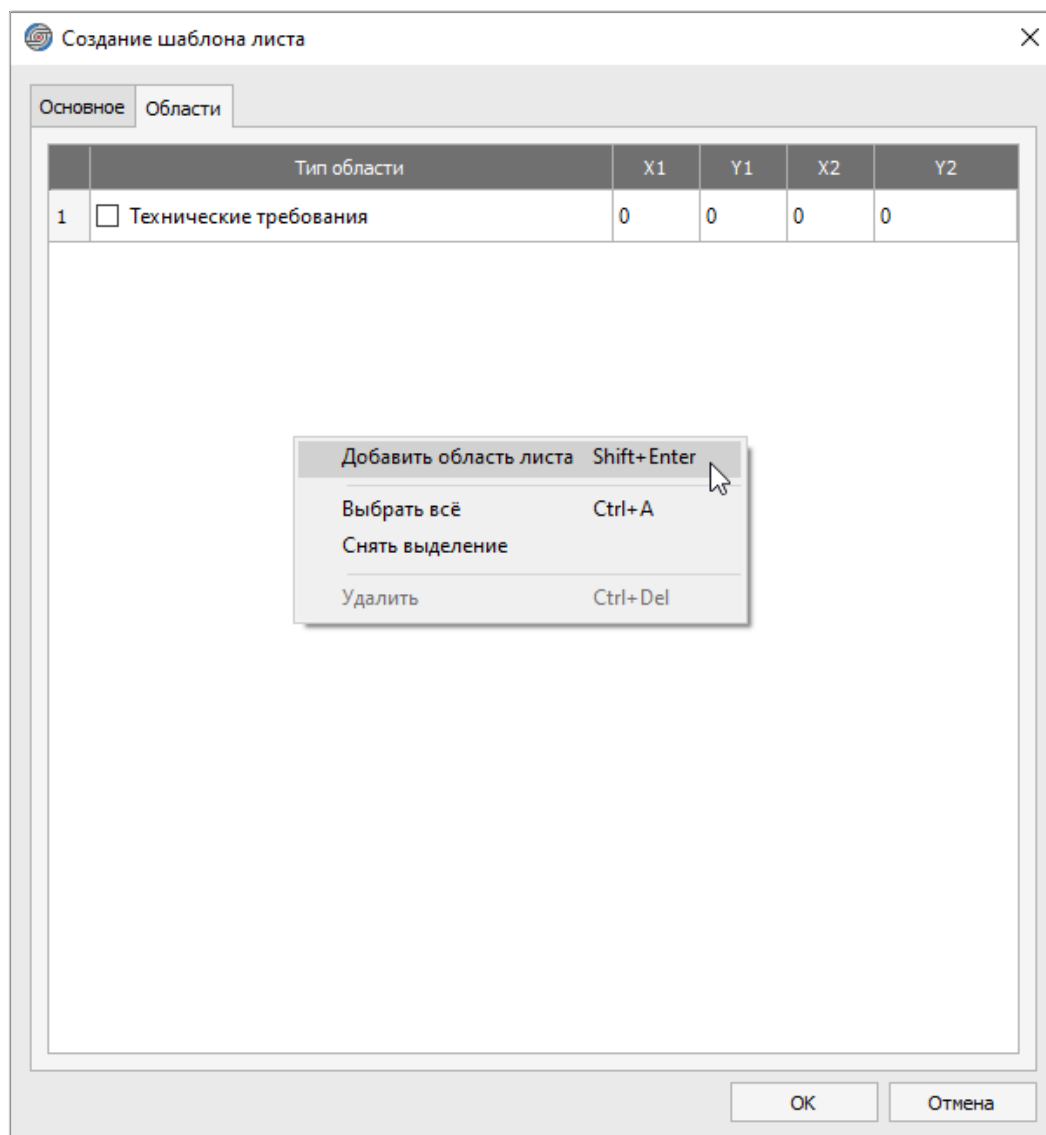 Создание шаблона листа
Основное Области
Тип области X1 Y1 X2 Y2
1 Технические требования 0 0 0 0
Добавить область листа Shift+Enter
Выбрать всё Ctrl+A
Снять выделение
Удалить Ctrl+Del
OK Отмена